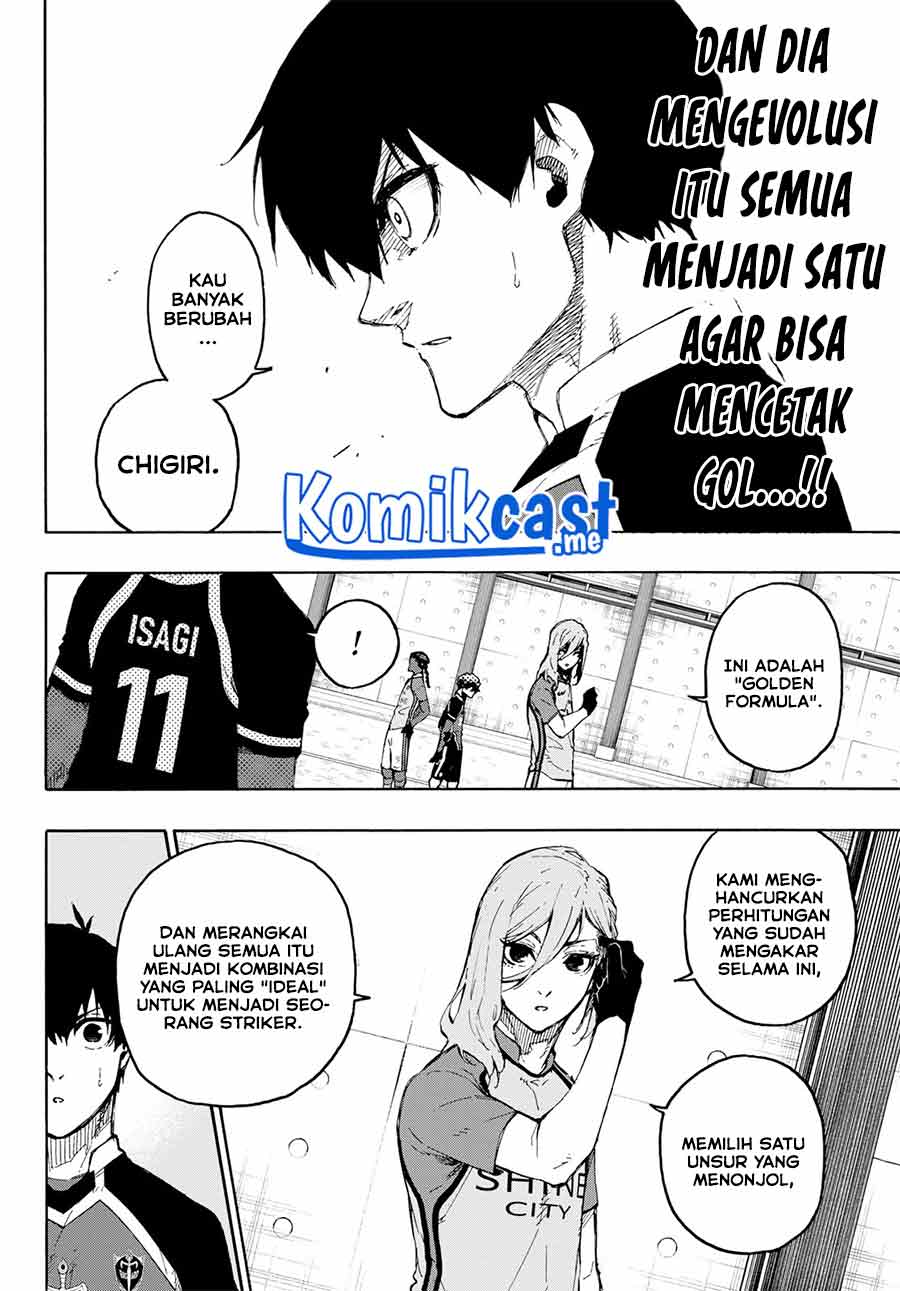 DAN DIA
MENGEVOLUSI
ITU SEMUA
MENJADI SATU
AGAR BISA
MENCETAK
GOL...!!
KAU
BANYAK
BERUBAH
...
CHIGIRI.
Komikcast
.me
INI ADALAH
"GOLDEN
FORMULA".
!
ISAGI
11
KAMI MENG-
HANCURKAN
PERHITUNGAN
YANG SUDAH
MENGAKAR
SELAMA INI,
MEMILIH SATU
UNSUR YANG
MENONJOL,
DAN MERANGKAI
ULANG SEMUA ITU
MENJADI KOMBINASI
YANG PALING "IDEAL"
UNTUK MENJADI SEO-
RANG STRIKER.
SHINE
CITY